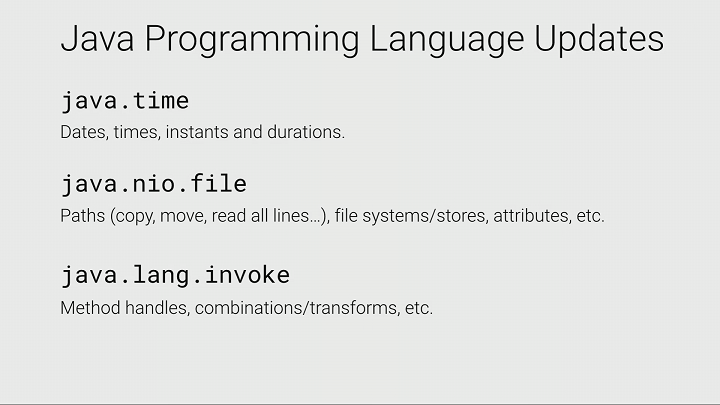 Java Programming Language Updates
java.time
Dates, times, instants and durations.
java.nio.file
Paths (copy, move, read all lines…), file systems/stores, attributes, etc.
java.lang.invoke
Method handles, combinations/transforms, etc.